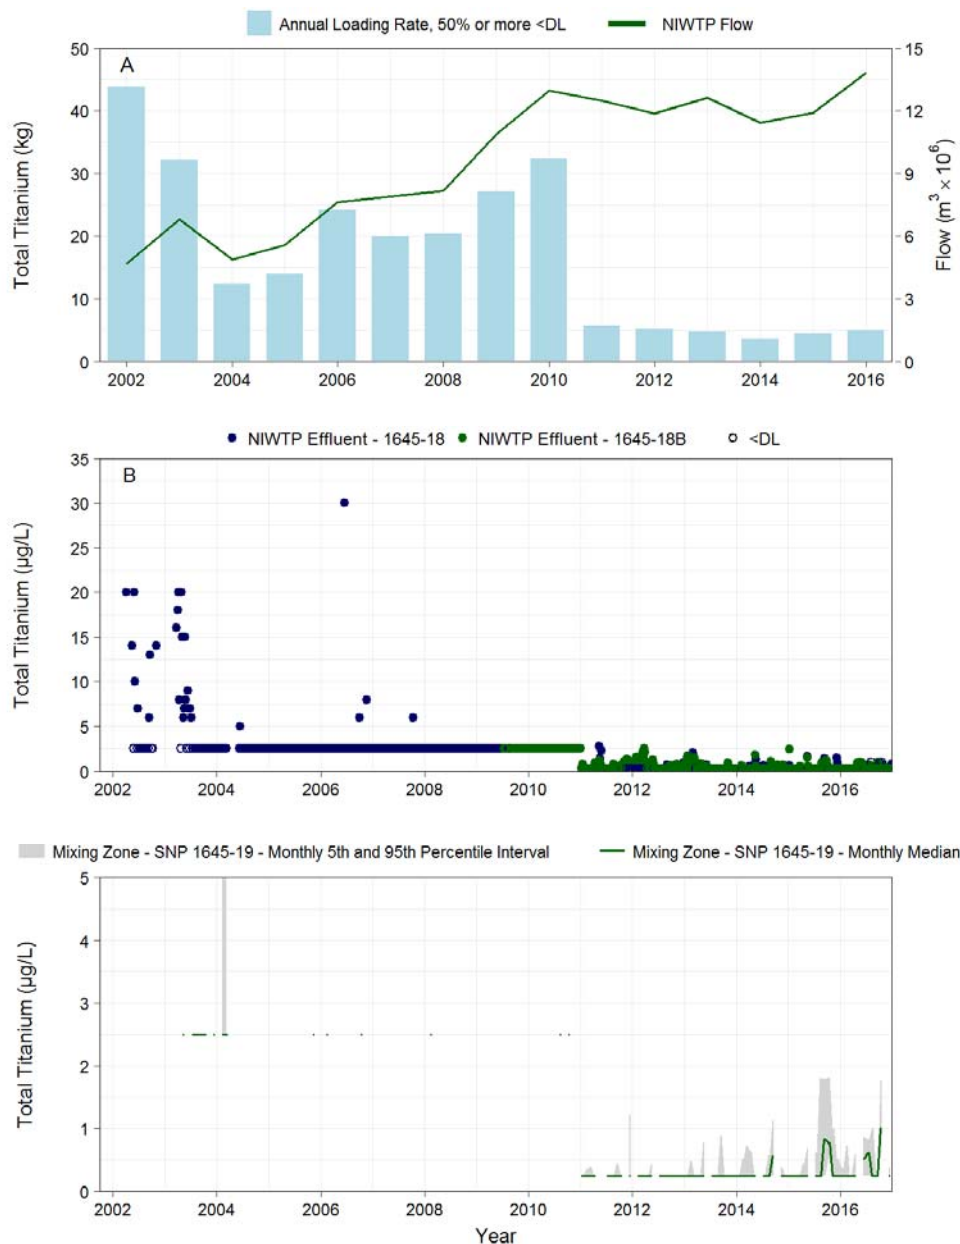 Annual Loading Rate, 50% or more <DL NIWTP Flow
A
50
40
30
20
10
0
Total Titanium (kg)
15
12
9
6
3
0
Flow (m³ × 10⁶)
2002 2004 2006 2008 2010 2012 2014 2016
NIWTP Effluent - 1645-18 NIWTP Effluent - 1645-18B <DL
B
35
30
25
20
15
10
5
0
Total Titanium (µg/L)
2002 2004 2006 2008 2010 2012 2014 2016
Mixing Zone - SNP 1645-19 - Monthly 5th and 95th Percentile Interval Mixing Zone - SNP 1645-19 - Monthly Median
5
4
3
2
1
0
Total Titanium (µg/L)
2002 2004 2006 2008 2010 2012 2014 2016
Year